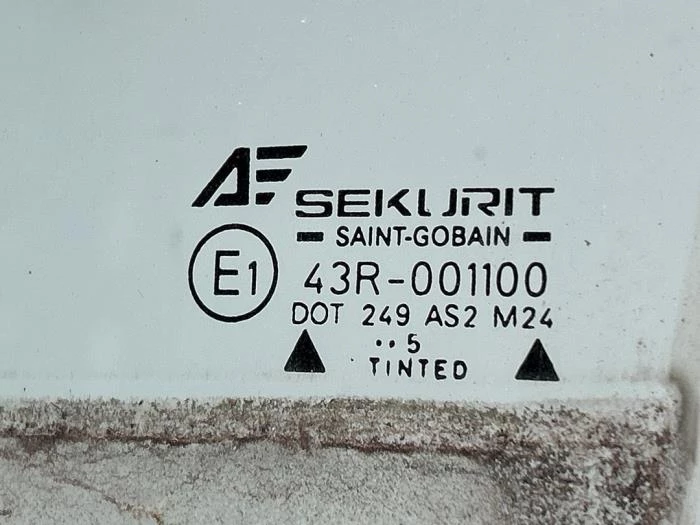 AF
SEKURIT
SAINT-GOBAIN
E1
43R-001100
DOT 249 AS2 M24
..5
TINTED